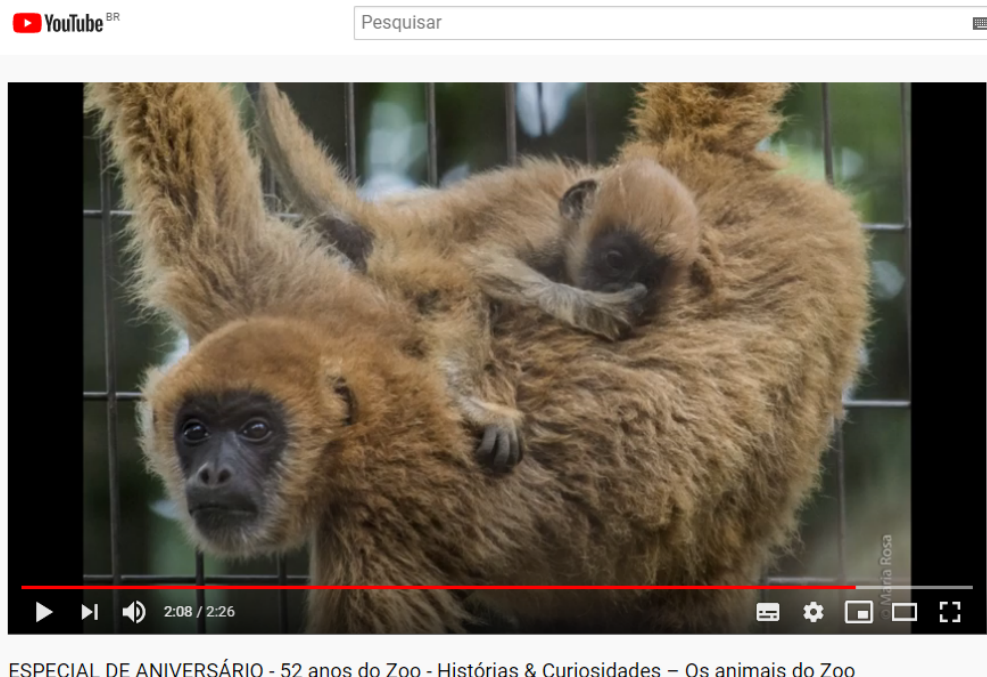 YouTube BR
Pesquisar
© Maria Rosa
2:08 / 2:26
ESPECIAL DE ANIVERSÁRIO - 52 anos do Zoo - Histórias & Curiosidades – Os animais do Zoo